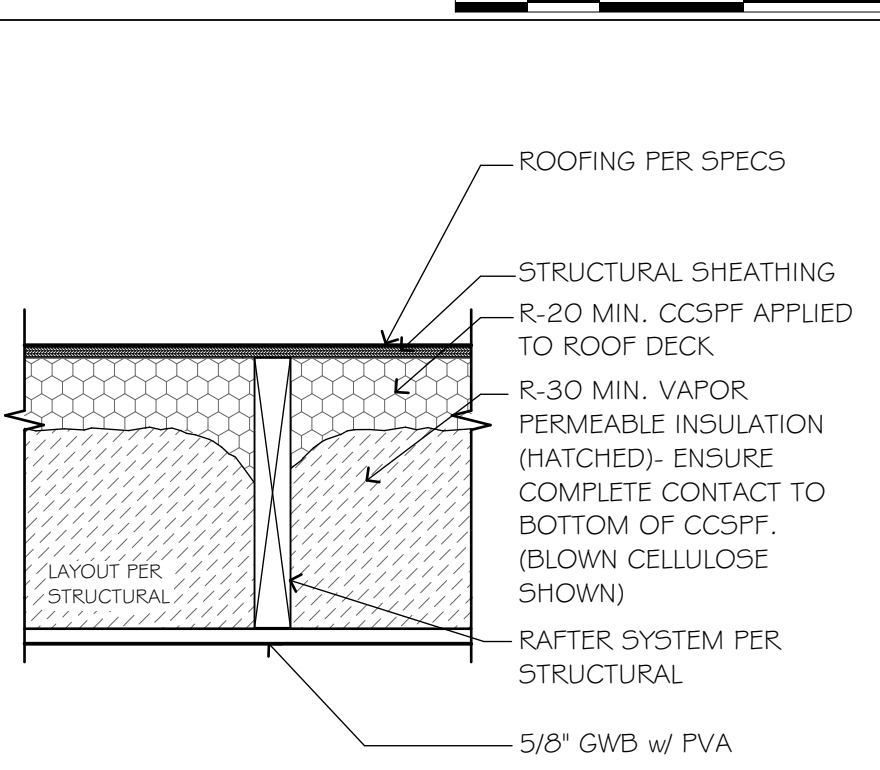 ROOFING PER SPECS
STRUCTURAL SHEATHING
R-20 MIN. CCSPF APPLIED
TO ROOF DECK
R-30 MIN. VAPOR
PERMEABLE INSULATION
(HATCHED)- ENSURE
COMPLETE CONTACT TO
BOTTOM OF CCSPF.
(BLOWN CELLULOSE
SHOWN)
LAYOUT PER
STRUCTURAL
RAFTER SYSTEM PER
STRUCTURAL
5/8" GWB w/ PVA